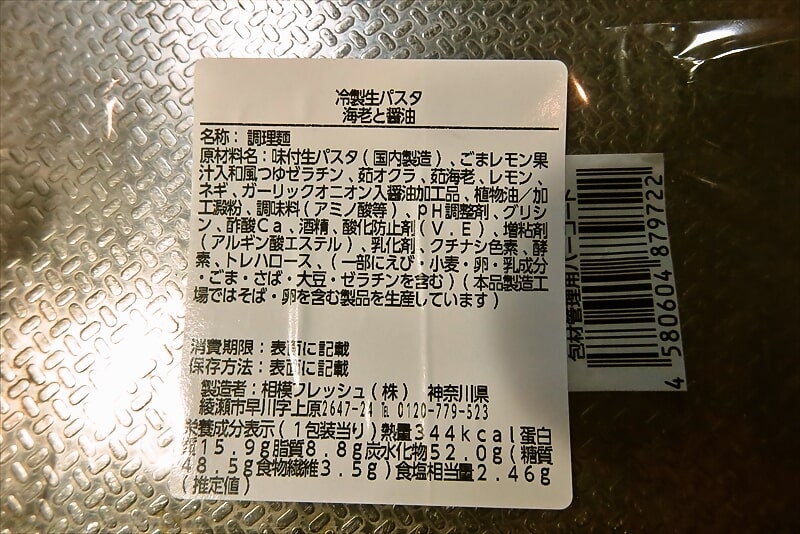 冷製生パスタ
海老と醤油
名称：調理麺
原材料名：味付生パスタ（国内製造）、ごまレモン果
汁入和風つゆゼラチン、茹オクラ、茹海老、レモン、
ネギ、ガーリックオニオン入醤油加工品、植物油／加
工澱粉、調味料（アミノ酸等）、pH調整剤、グリシ
ン、酢酸Ca、酒精、酸化防止剤（V.E）、増粘剤
（アルギン酸エステル）、乳化剤、クチナシ色素、酵
素、トレハロース、（一部にえび・小麦・卵・乳成分
・ごま・さば・大豆・ゼラチンを含む）（本品製造工
場ではそば・卵を含む製品を生産しています）
消費期限：表面に記載
保存方法：表面に記載
製造者：相模フレッシュ（株）　神奈川県
綾瀬市早川字上原2647-24 ℡ 0120-779-523
栄養成分表示（1包装当り）熱量344kcal蛋白
質15.9g脂質8.8g炭水化物52.0g（糖質
48.5g食物繊維3.5g）食塩相当量2.46g
（推定値）
包材管理用バーコード
4 580604 879722